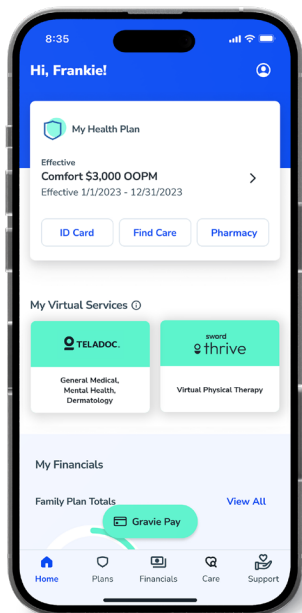 8:35
Hi, Frankie!
My Health Plan
Effective
Comfort $3,000 OOPM
Effective 1/1/2023 - 12/31/2023
ID Card
Find Care
Pharmacy
My Virtual Services
TELADOC.
General Medical,
Mental Health,
Dermatology
sword
thrive
Virtual Physical Therapy
My Financials
Family Plan Totals
View All
Gravie Pay
Home
Plans
Financials
Care
Support